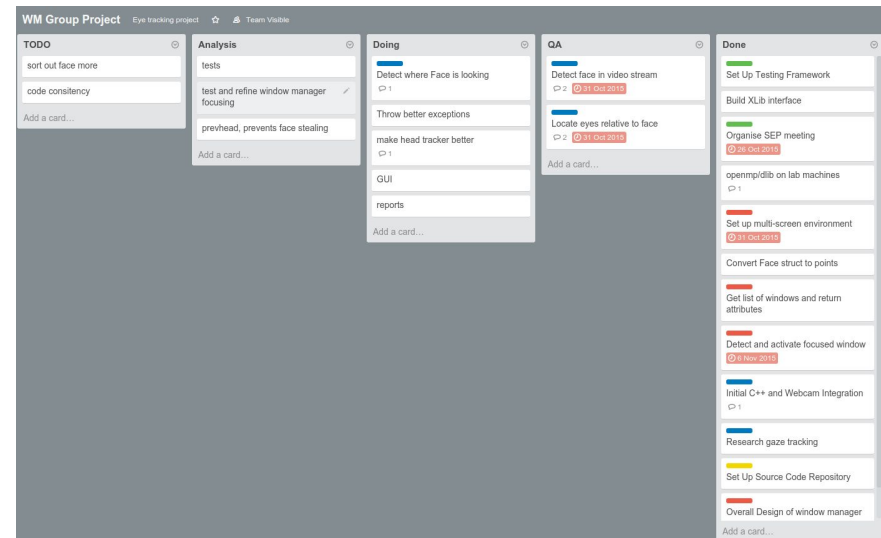 WM Group Project Eye tracking project Team Visible
TODO
sort out face more
code consitency
Add a card...
Analysis
tests
test and refine window manager
focusing
prevhead, prevents face stealing
Add a card...
Doing
Detect where Face is looking
1
Throw better exceptions
make head tracker better
1
GUI
reports
Add a card...
QA
Detect face in video stream
2 31 Oct 2015
Locate eyes relative to face
2 31 Oct 2015
Add a card...
Done
Set Up Testing Framework
Build XLib interface
Organise SEP meeting
26 Oct 2015
openmp/dlib on lab machines
1
Set up multi-screen environment
31 Oct 2015
Convert Face struct to points
Get list of windows and return
attributes
Detect and activate focused window
6 Nov 2015
Initial C++ and Webcam Integration
1
Research gaze tracking
Set Up Source Code Repository
Overall Design of window manager
Add a card...